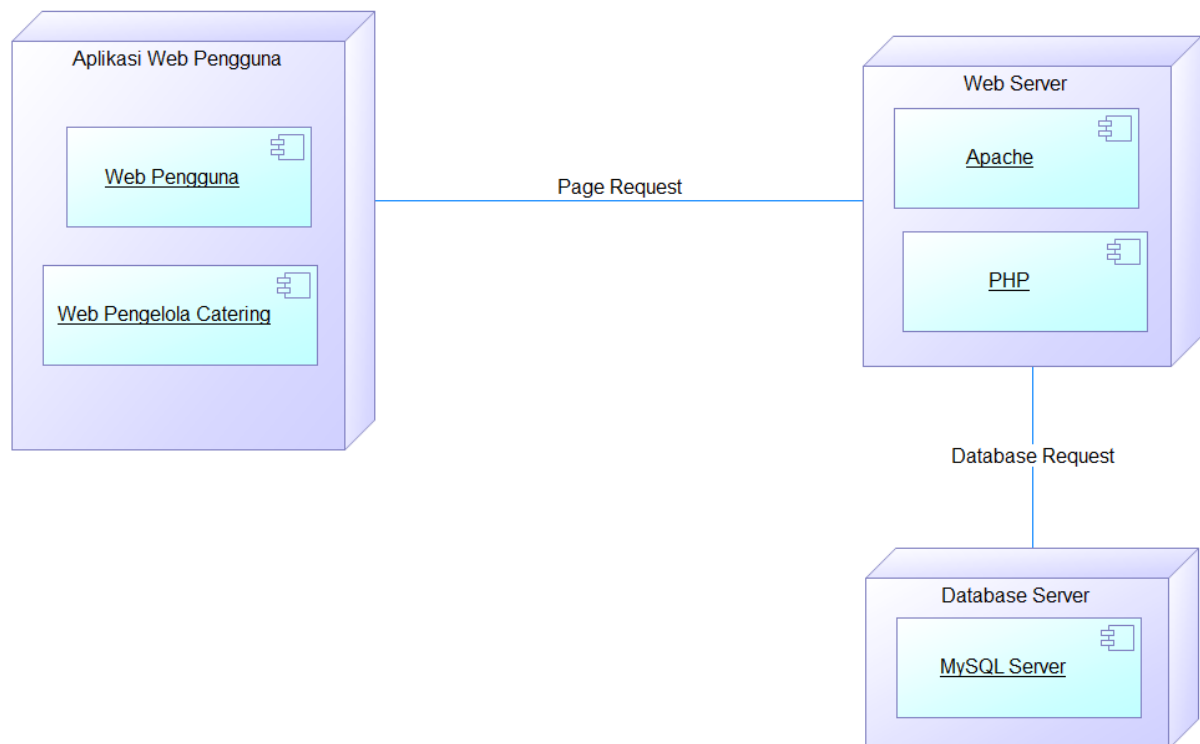 Aplikasi Web Pengguna
Web Pengguna
Web Pengelola Catering
Page Request
Web Server
Apache
PHP
Database Request
Database Server
MySQL Server